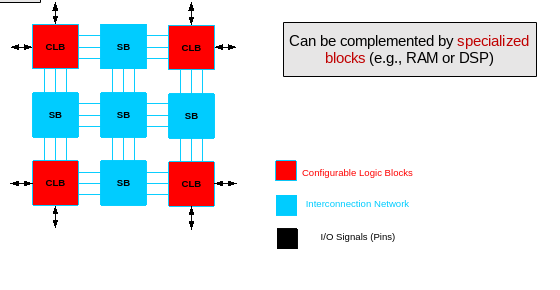 CLB SB CLB
Can be complemented by specialized
blocks (e.g., RAM or DSP)
SB SB SB
CLB SB CLB
Configurable Logic Blocks
Interconnection Network
I/O Signals (Pins)